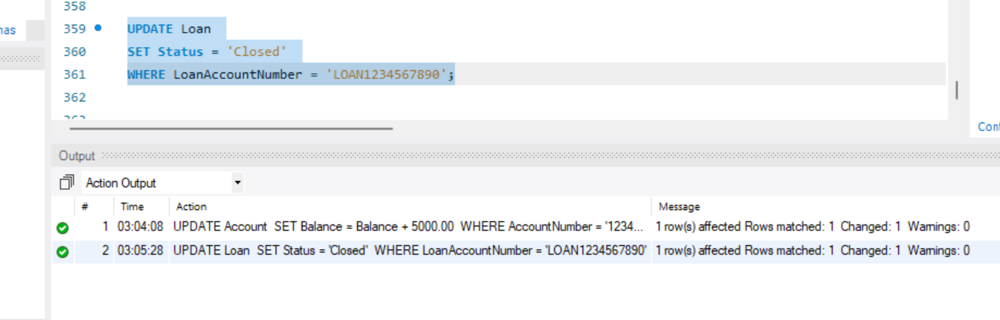 358
nas
359 UPDATE Loan
360 SET Status = 'Closed'
361 WHERE LoanAccountNumber = 'LOAN1234567890';
362
363
Output
Action Output
# Time Action Message
1 03:04:08 UPDATE Account SET Balance = Balance + 5000.00 WHERE AccountNumber = '1234... 1 row(s) affected Rows matched: 1 Changed: 1 Warnings: 0
2 03:05:28 UPDATE Loan SET Status = 'Closed' WHERE LoanAccountNumber = 'LOAN1234567890' 1 row(s) affected Rows matched: 1 Changed: 1 Warnings: 0